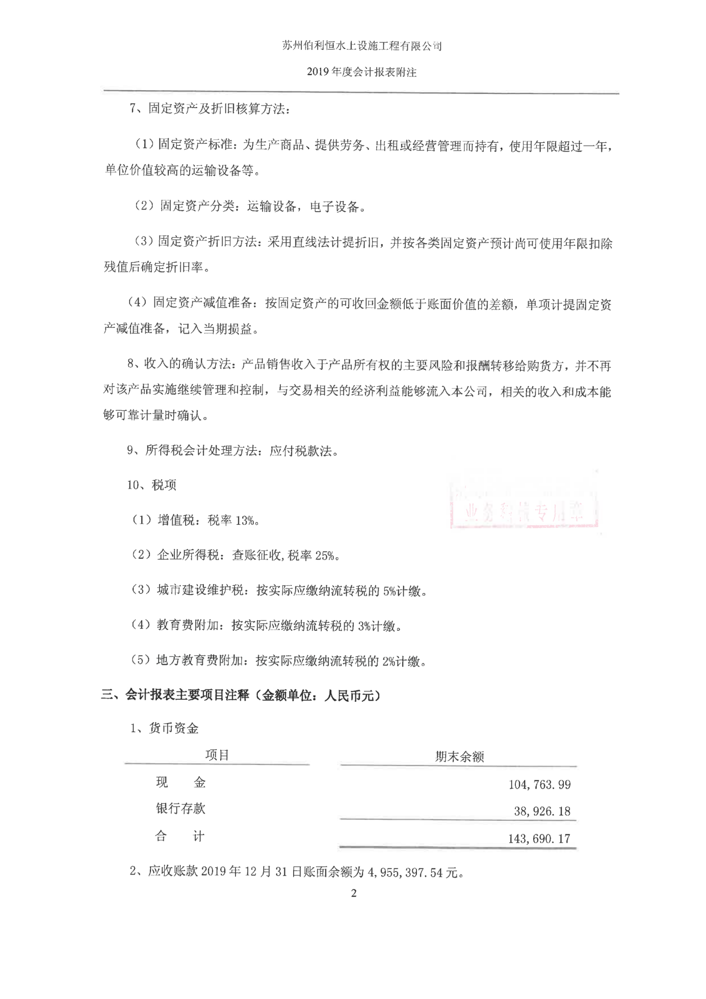 苏州伯利恒水上设施工程有限公司
2019 年度会计报表附注
7、固定资产及折旧核算方法：
（1）固定资产标准：为生产商品、提供劳务、出租或经营管理而持有，使用年限超过一年，
单位价值较高的运输设备等。
（2）固定资产分类：运输设备，电子设备。
（3）固定资产折旧方法：采用直线法计提折旧，并按各类固定资产预计尚可使用年限扣除
残值后确定折旧率。
（4）固定资产减值准备：按固定资产的可收回金额低于账面价值的差额，单项计提固定资
产减值准备，记入当期损益。
8、收入的确认方法：产品销售收入于产品所有权的主要风险和报酬转移给购货方，并不再
对该产品实施继续管理和控制，与交易相关的经济利益能够流入本公司，相关的收入和成本能
够可靠计量时确认。
9、所得税会计处理方法：应付税款法。
10、税项
（1）增值税：税率 13%。
业务 专用章
（2）企业所得税：查账征收,税率 25%。
（3）城市建设维护税：按实际应缴纳流转税的 5%计缴。
（4）教育费附加：按实际应缴纳流转税的 3%计缴。
（5）地方教育费附加：按实际应缴纳流转税的 2%计缴。
三、会计报表主要项目注释（金额单位：人民币元）
1、货币资金
项目 期末余额
现 金 104,763.99
银行存款 38,926.18
合 计 143,690.17
2、应收账款 2019 年 12 月 31 日账面余额为 4,955,397.54 元。
2